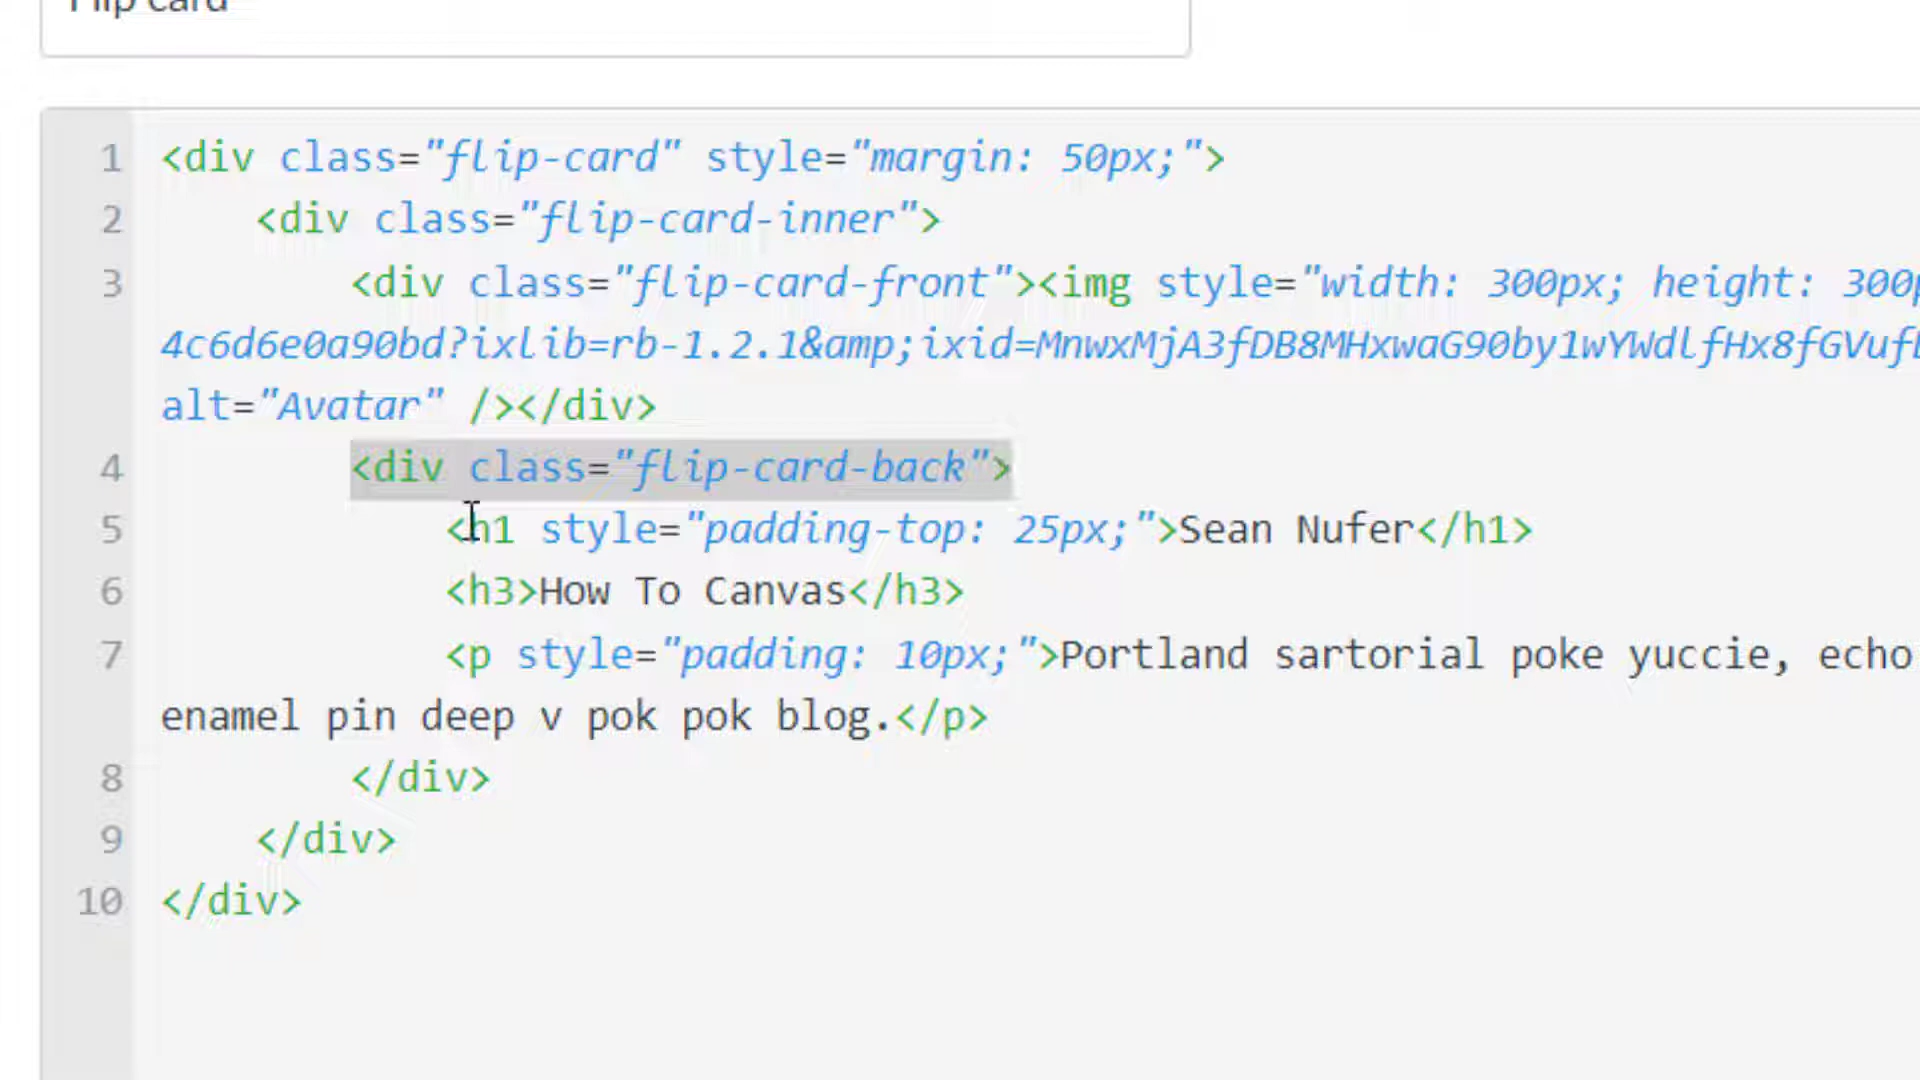 Flip card
1 <div class="flip-card" style="margin: 50px;">
2 <div class="flip-card-inner">
3 <div class="flip-card-front"><img style="width: 300px; height: 300p
4c6d6e0a90bd?ixlib=rb-1.2.1&amp;ixid=MnwxMjA3fDB8MHxwaG90by1wYWdlfHx8fGVufD
alt="Avatar" /></div>
4 <div class="flip-card-back">
5 <h1 style="padding-top: 25px;">Sean Nufer</h1>
6 <h3>How To Canvas</h3>
7 <p style="padding: 10px;">Portland sartorial poke yuccie, echo
enamel pin deep v pok pok blog.</p>
8 </div>
9 </div>
10 </div>